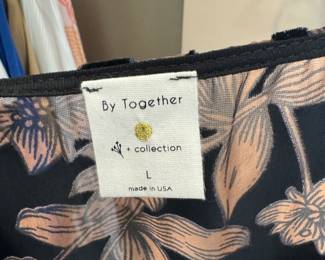 By Together
+ collection
L
made in USA